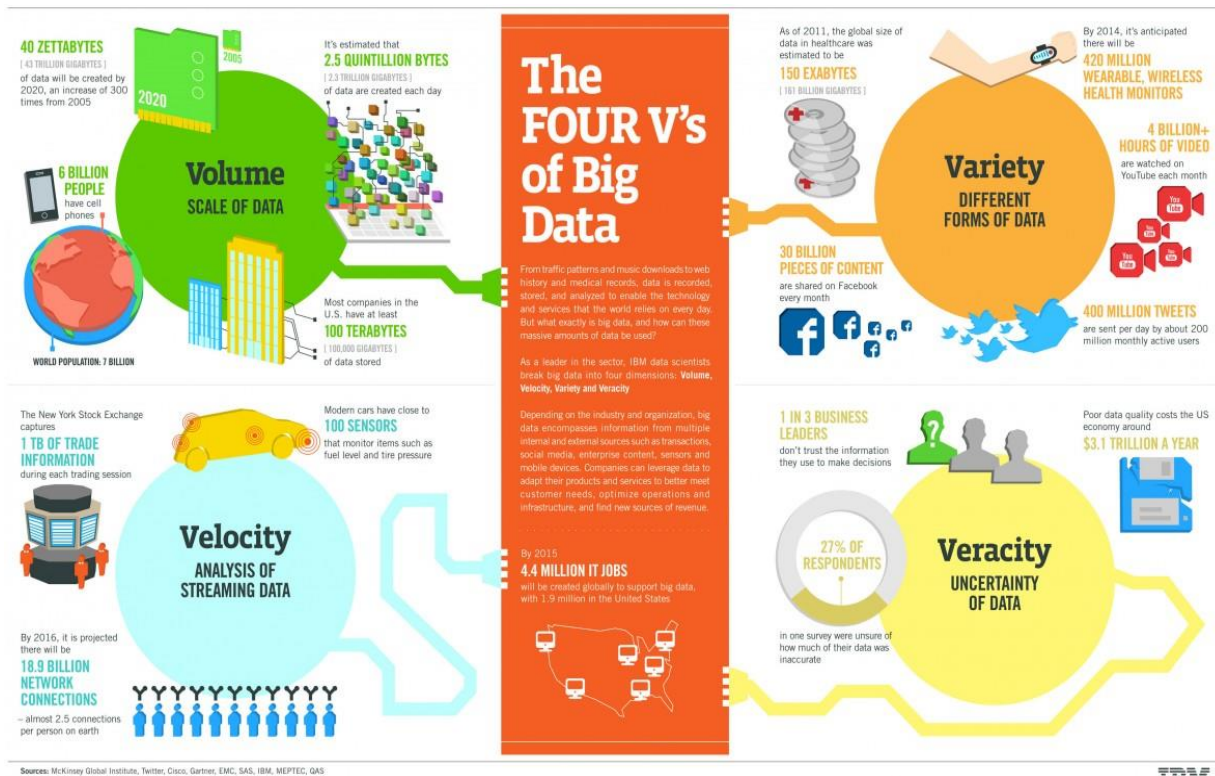 40 ZETTABYTES
[ 43 TRILLION GIGABYTES ]
of data will be created by
2020, an increase of 300
times from 2005
2020
2005
It's estimated that
2.5 QUINTILLION BYTES
[ 2.3 TRILLION GIGABYTES ]
of data are created each day
6 BILLION
PEOPLE
have cell
phones
WORLD POPULATION: 7 BILLION
Volume
SCALE OF DATA
Most companies in the
U.S. have at least
100 TERABYTES
[ 100,000 GIGABYTES ]
of data stored
The New York Stock Exchange
captures
1 TB OF TRADE
INFORMATION
during each trading session
Modern cars have close to
100 SENSORS
that monitor items such as
fuel level and tire pressure
Velocity
ANALYSIS OF
STREAMING DATA
By 2016, it is projected
there will be
18.9 BILLION
NETWORK
CONNECTIONS
– almost 2.5 connections
per person on earth
The
FOUR V's
of Big
Data
From traffic patterns and music downloads to web
history and medical records, data is recorded,
stored, and analyzed to enable the technology
and services that the world relies on every day.
But what exactly is big data, and how can these
massive amounts of data be used?
As a leader in the sector, IBM data scientists
break big data into four dimensions: Volume,
Velocity, Variety and Veracity
Depending on the industry and organization, big
data encompasses information from multiple
internal and external sources such as transactions,
social media, enterprise content, sensors and
mobile devices. Companies can leverage data to
adapt their products and services to better meet
customer needs, optimize operations and
infrastructure, and find new sources of revenue.
By 2015
4.4 MILLION IT JOBS
will be created globally to support big data,
with 1.9 million in the United States
As of 2011, the global size of
data in healthcare was
estimated to be
150 EXABYTES
[ 161 BILLION GIGABYTES ]
By 2014, it's anticipated
there will be
420 MILLION
WEARABLE, WIRELESS
HEALTH MONITORS
4 BILLION+
HOURS OF VIDEO
are watched on
YouTube each month
You
Tube
You
Tube
You
Tube
You
Tube
Variety
DIFFERENT
FORMS OF DATA
30 BILLION
PIECES OF CONTENT
are shared on Facebook
every month
400 MILLION TWEETS
are sent per day by about 200
million monthly active users
1 IN 3 BUSINESS
LEADERS
don't trust the information
they use to make decisions
Poor data quality costs the US
economy around
$3.1 TRILLION A YEAR
27% OF
RESPONDENTS
in one survey were unsure of
how much of their data was
inaccurate
Veracity
UNCERTAINTY
OF DATA
Sources: McKinsey Global Institute, Twitter, Cisco, Gartner, EMC, SAS, IBM, MEPTEC, QAS
IBM